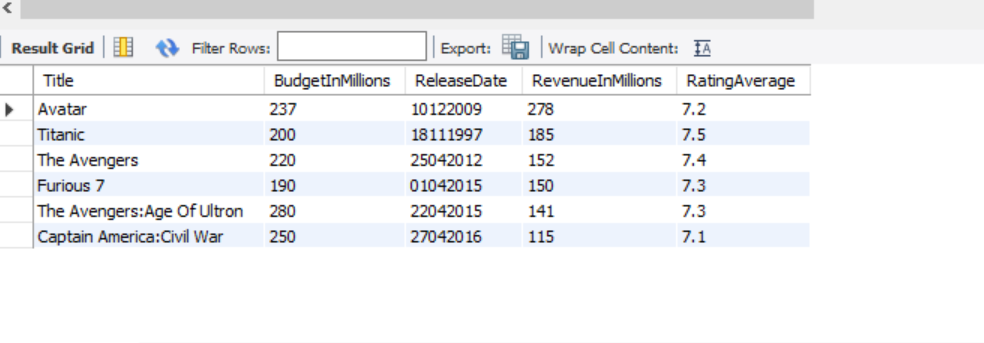 Result Grid Filter Rows: Export: Wrap Cell Content: IA
Title BudgetInMillions ReleaseDate RevenueInMillions RatingAverage
Avatar 237 10122009 278 7.2
Titanic 200 18111997 185 7.5
The Avengers 220 25042012 152 7.4
Furious 7 190 01042015 150 7.3
The Avengers:Age Of Ultron 280 22042015 141 7.3
Captain America:Civil War 250 27042016 115 7.1